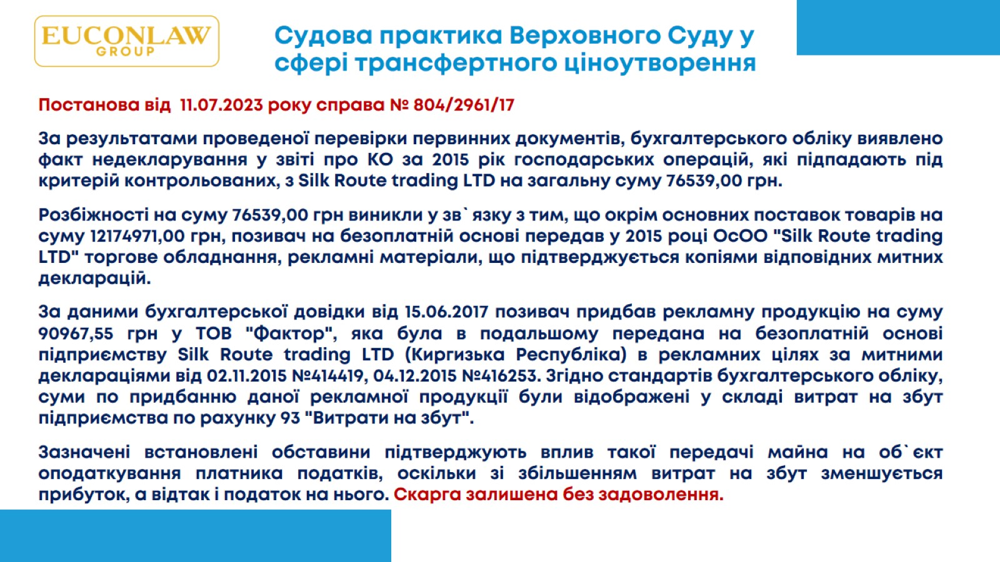 EUCONLAW
GROUP
Судова практика Верховного Суду у
сфері трансфертного ціноутворення
Постанова від 11.07.2023 року справа № 804/2961/17
За результатами проведеної перевірки первинних документів, бухгалтерського обліку виявлено
факт недекларування у звіті про КО за 2015 рік господарських операцій, які підпадають під
критерій контрольованих, з Silk Route trading LTD на загальну суму 76539,00 грн.
Розбіжності на суму 76539,00 грн виникли у зв`язку з тим, що окрім основних поставок товарів на
суму 12174971,00 грн, позивач на безоплатній основі передав у 2015 році ОсОО "Silk Route trading
LTD" торгове обладнання, рекламні матеріали, що підтверджується копіями відповідних митних
декларацій.
За даними бухгалтерської довідки від 15.06.2017 позивач придбав рекламну продукцію на суму
90967,55 грн у ТОВ "Фактор", яка була в подальшому передана на безоплатній основі
підприємству Silk Route trading LTD (Киргизька Республіка) в рекламних цілях за митними
деклараціями від 02.11.2015 №414419, 04.12.2015 №416253. Згідно стандартів бухгалтерського обліку,
суми по придбанню даної рекламної продукції були відображені у складі витрат на збут
підприємства по рахунку 93 "Витрати на збут".
Зазначені встановлені обставини підтверджують вплив такої передачі майна на об`єкт
оподаткування платника податків, оскільки зі збільшенням витрат на збут зменшується
прибуток, а відтак і податок на нього. Скарга залишена без задоволення.